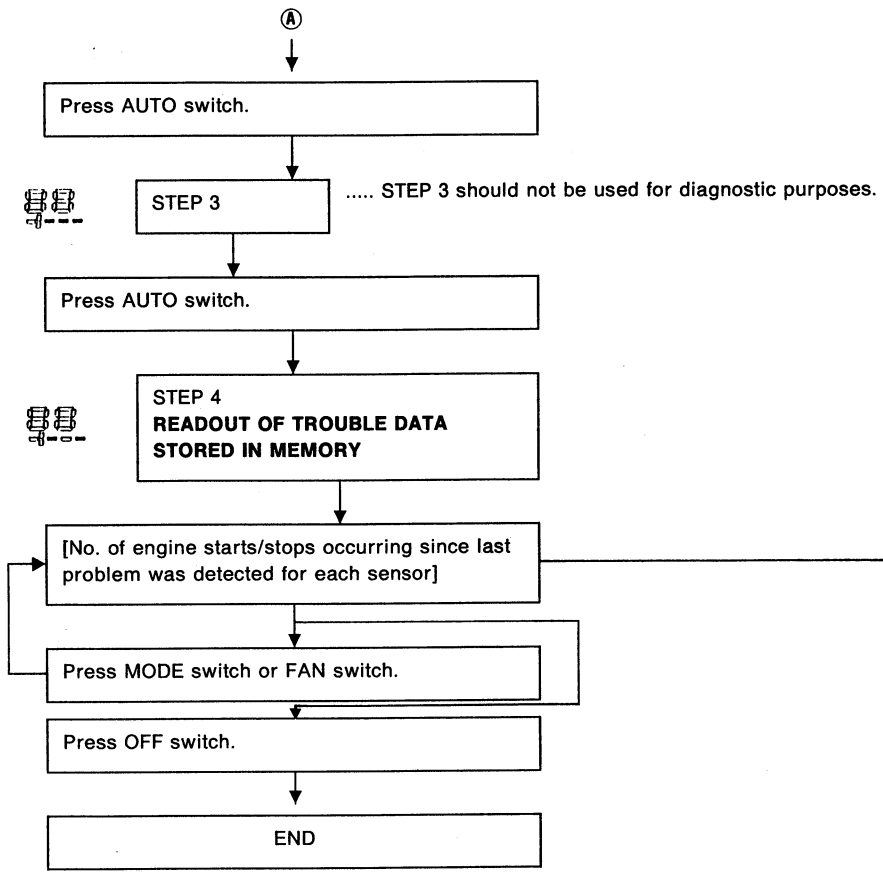 Ⓐ
Press AUTO switch.
STEP 3
..... STEP 3 should not be used for diagnostic purposes.
Press AUTO switch.
STEP 4
READOUT OF TROUBLE DATA
STORED IN MEMORY
[No. of engine starts/stops occurring since last
problem was detected for each sensor]
Press MODE switch or FAN switch.
Press OFF switch.
END